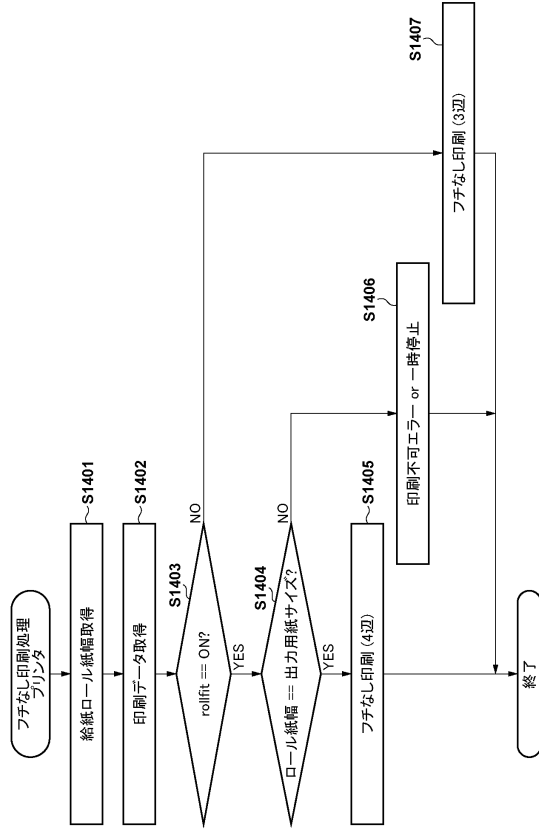 フチなし印刷処理
プリンタ
給紙ロール紙幅取得
S1401
印刷データ取得
S1402
rollfit == ON?
S1403
NO
YES
ロール紙幅 == 出力用紙サイズ?
S1404
NO
YES
フチなし印刷 (4辺)
S1405
印刷不可エラー or 一時停止
S1406
フチなし印刷 (3辺)
S1407
終了